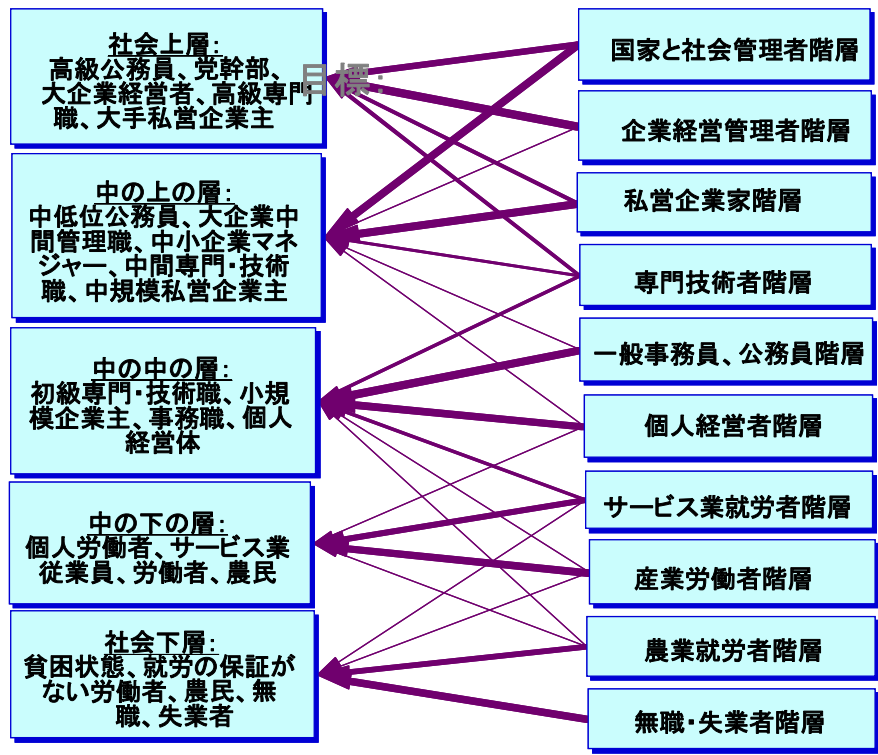 社会上層:
高級公務員、党幹部、
大企業経営者、高級専門
職、大手私営企業主
目標:
中の上の層:
中低位公務員、大企業中
間管理職、中小企業マネ
ジャー、中間専門・技術
職、中規模私営企業主
中の中の層:
初級専門・技術職、小規
模企業主、事務職、個人
経営体
中の下の層:
個人労働者、サービス業
従業員、労働者、農民
社会下層:
貧困状態、就労の保証が
ない労働者、農民、無
職、失業者
国家と社会管理者階層
企業経営管理者階層
私営企業家階層
専門技術者階層
一般事務員、公務員階層
個人経営者階層
サービス業就労者階層
産業労働者階層
農業就労者階層
無職・失業者階層